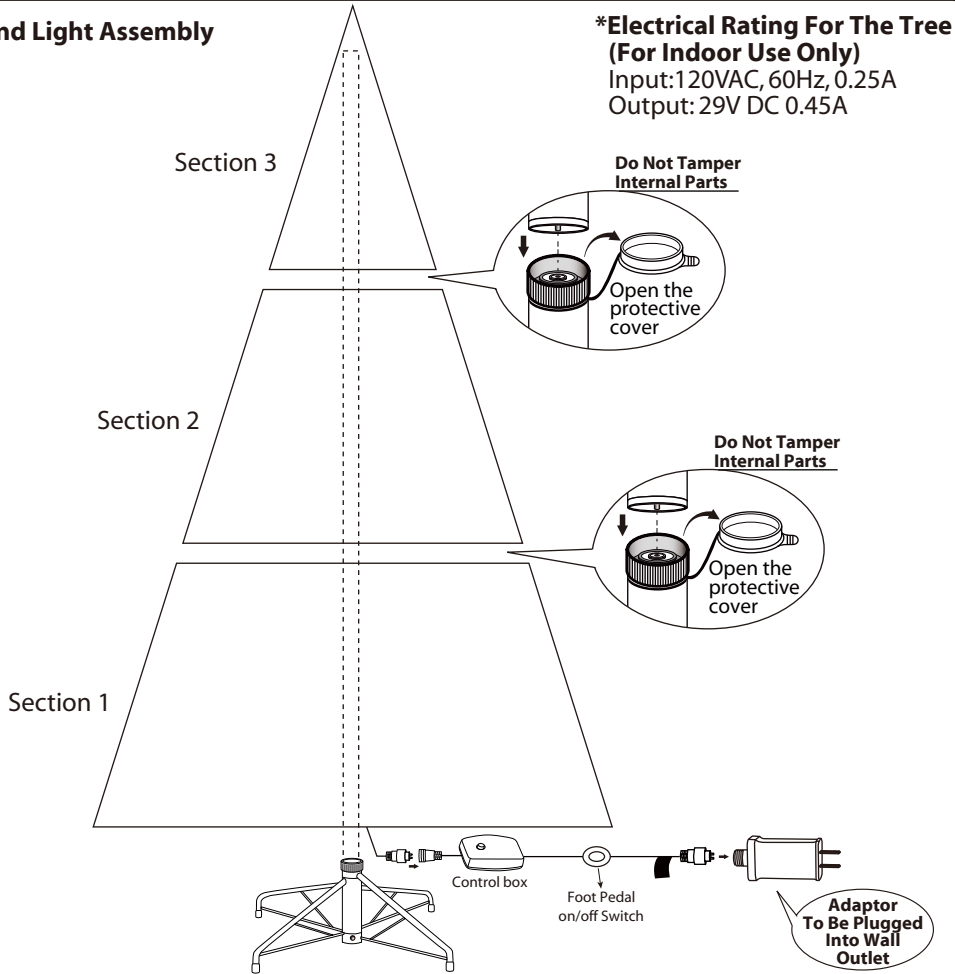 nd Light Assembly
*Electrical Rating For The Tree
(For Indoor Use Only)
Input:120VAC, 60Hz, 0.25A
Output: 29V DC 0.45A
Section 3
Do Not Tamper
Internal Parts
Open the
protective
cover
Section 2
Do Not Tamper
Internal Parts
Open the
protective
cover
Section 1
Control box
Foot Pedal
on/off Switch
Adaptor
To Be Plugged
Into Wall
Outlet